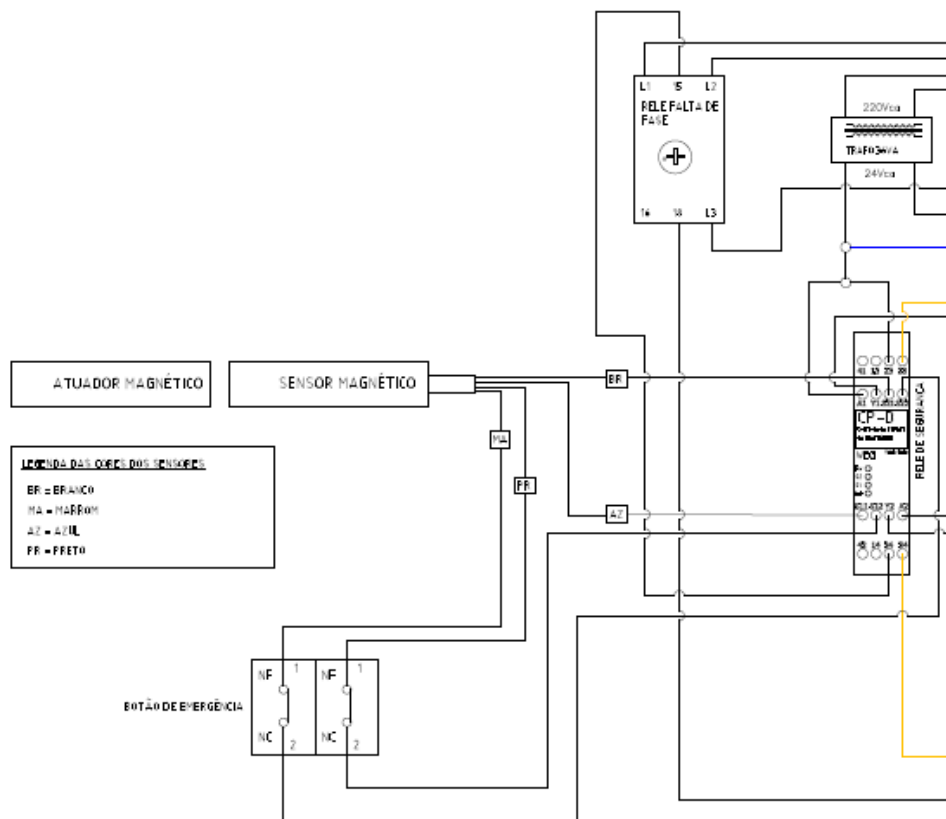 L1 15 L2
RELE FALTA DE
FASE
16 18 L3
220Vca
24Vca
ATUADOR MAGNÉTICO
SENSOR MAGNÉTICO
BR
MA
PR
AZ
LEGENDA DAS CORES DOS SENSORES
BR = BRANCO
MA = MARROM
AZ = AZUL
PR = PRETO
CP-D
RELE DE SEGURANÇA
BOTÃO DE EMERGÊNCIA
NF 1
NC 2
NF 1
NC 2